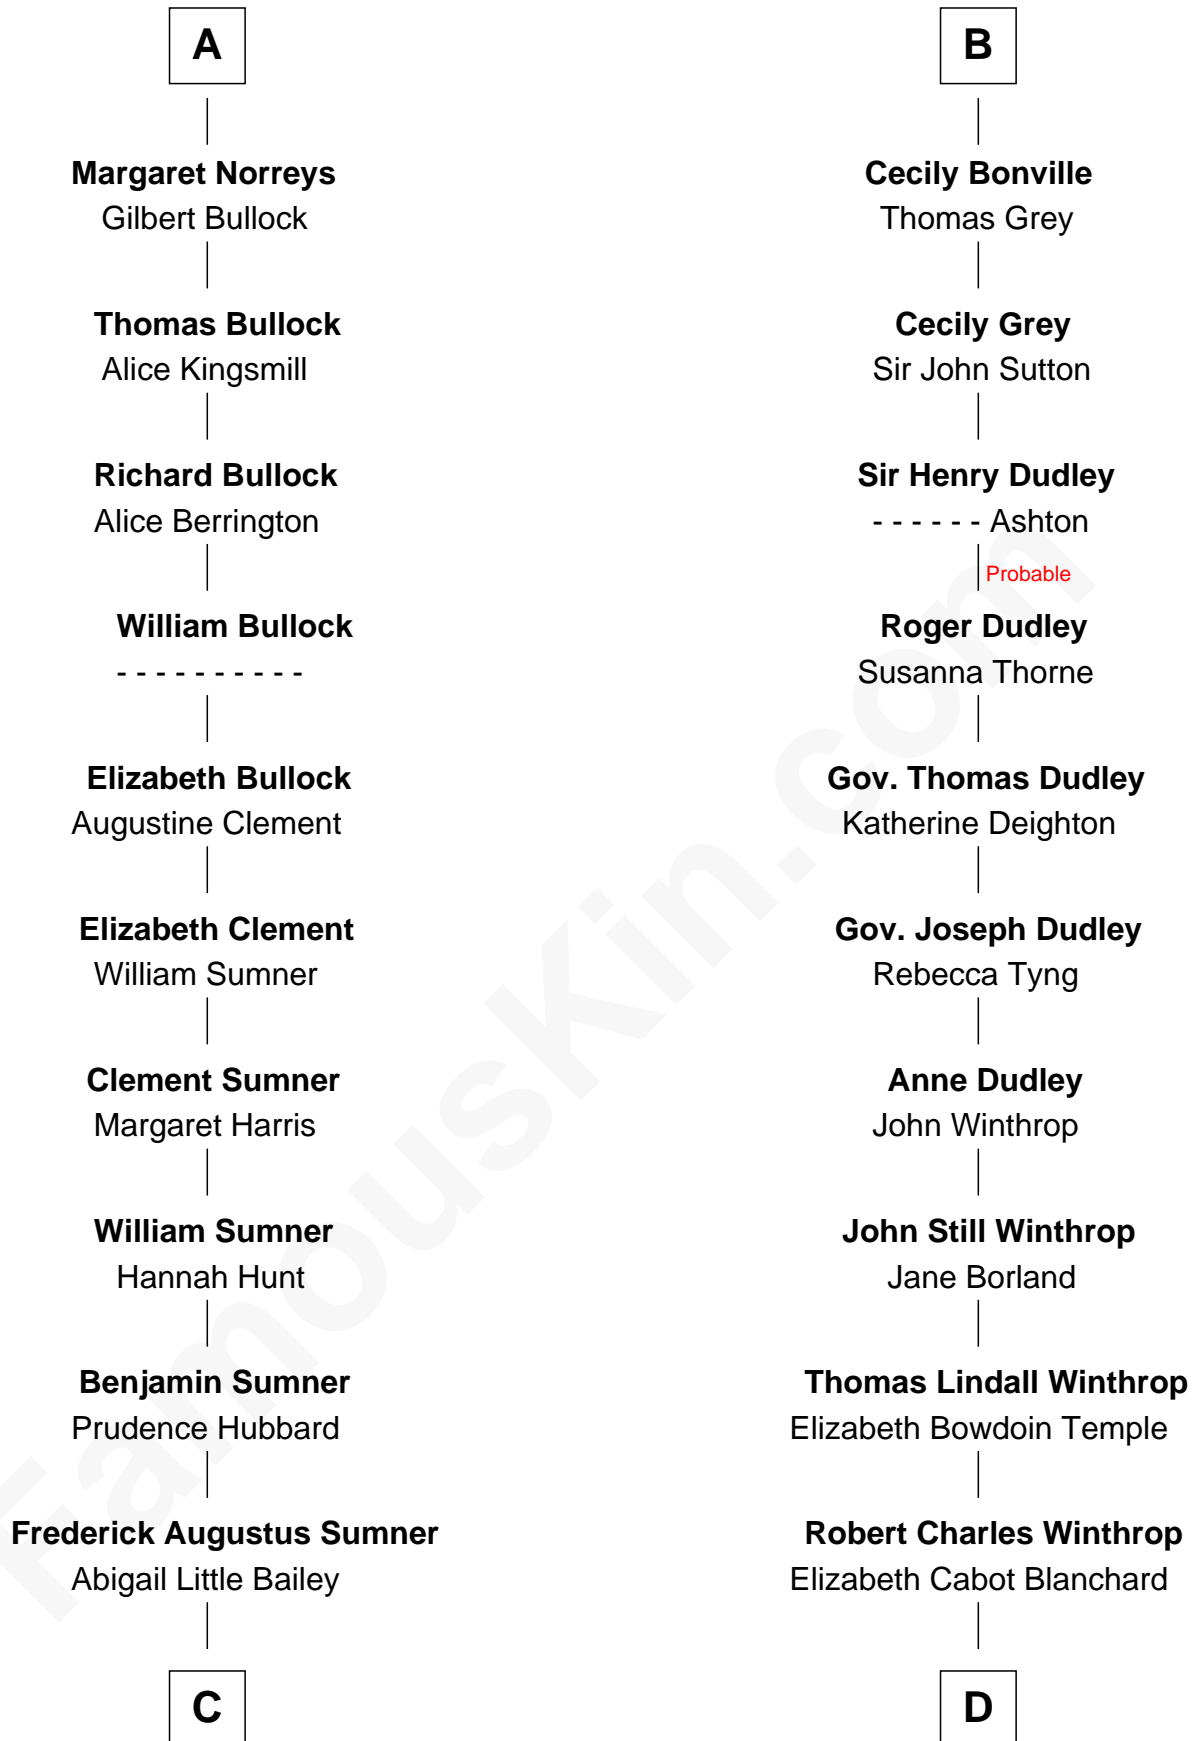 A
Margaret Norreys
Gilbert Bullock
Thomas Bullock
Alice Kingsmill
Richard Bullock
Alice Berrington
William Bullock
- - - - - - - - - -
Elizabeth Bullock
Augustine Clement
Elizabeth Clement
William Sumner
Clement Sumner
Margaret Harris
William Sumner
Hannah Hunt
Benjamin Sumner
Prudence Hubbard
Frederick Augustus Sumner
Abigail Little Bailey
C
B
Cecily Bonville
Thomas Grey
Cecily Grey
Sir John Sutton
Sir Henry Dudley
- - - - - - Ashton
Probable
Roger Dudley
Susanna Thorne
Gov. Thomas Dudley
Katherine Deighton
Gov. Joseph Dudley
Rebecca Tyng
Anne Dudley
John Winthrop
John Still Winthrop
Jane Borland
Thomas Lindall Winthrop
Elizabeth Bowdoin Temple
Robert Charles Winthrop
Elizabeth Cabot Blanchard
D
FamousKin.com